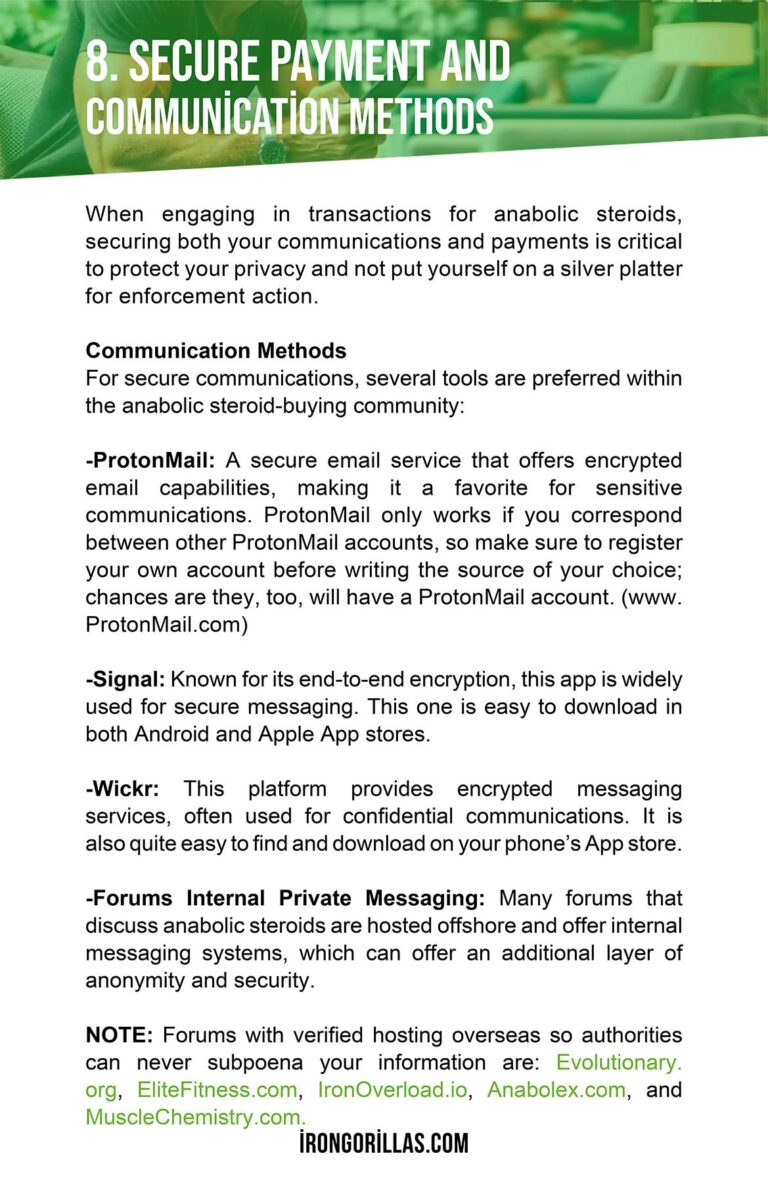 8. SECURE PAYMENT AND
COMMUNİCATİON METHODS
When engaging in transactions for anabolic steroids,
securing both your communications and payments is critical
to protect your privacy and not put yourself on a silver platter
for enforcement action.
Communication Methods
For secure communications, several tools are preferred within
the anabolic steroid-buying community:
-ProtonMail: A secure email service that offers encrypted
email capabilities, making it a favorite for sensitive
communications. ProtonMail only works if you correspond
between other ProtonMail accounts, so make sure to register
your own account before writing the source of your choice;
chances are they, too, will have a ProtonMail account. (www.
ProtonMail.com)
-Signal: Known for its end-to-end encryption, this app is widely
used for secure messaging. This one is easy to download in
both Android and Apple App stores.
-Wickr: This platform provides encrypted messaging
services, often used for confidential communications. It is
also quite easy to find and download on your phone’s App store.
-Forums Internal Private Messaging: Many forums that
discuss anabolic steroids are hosted offshore and offer internal
messaging systems, which can offer an additional layer of
anonymity and security.
NOTE: Forums with verified hosting overseas so authorities
can never subpoena your information are: Evolutionary.
org, EliteFitness.com, IronOverload.io, Anabolex.com, and
MuscleChemistry.com.
İRONGORİLLAS.COM